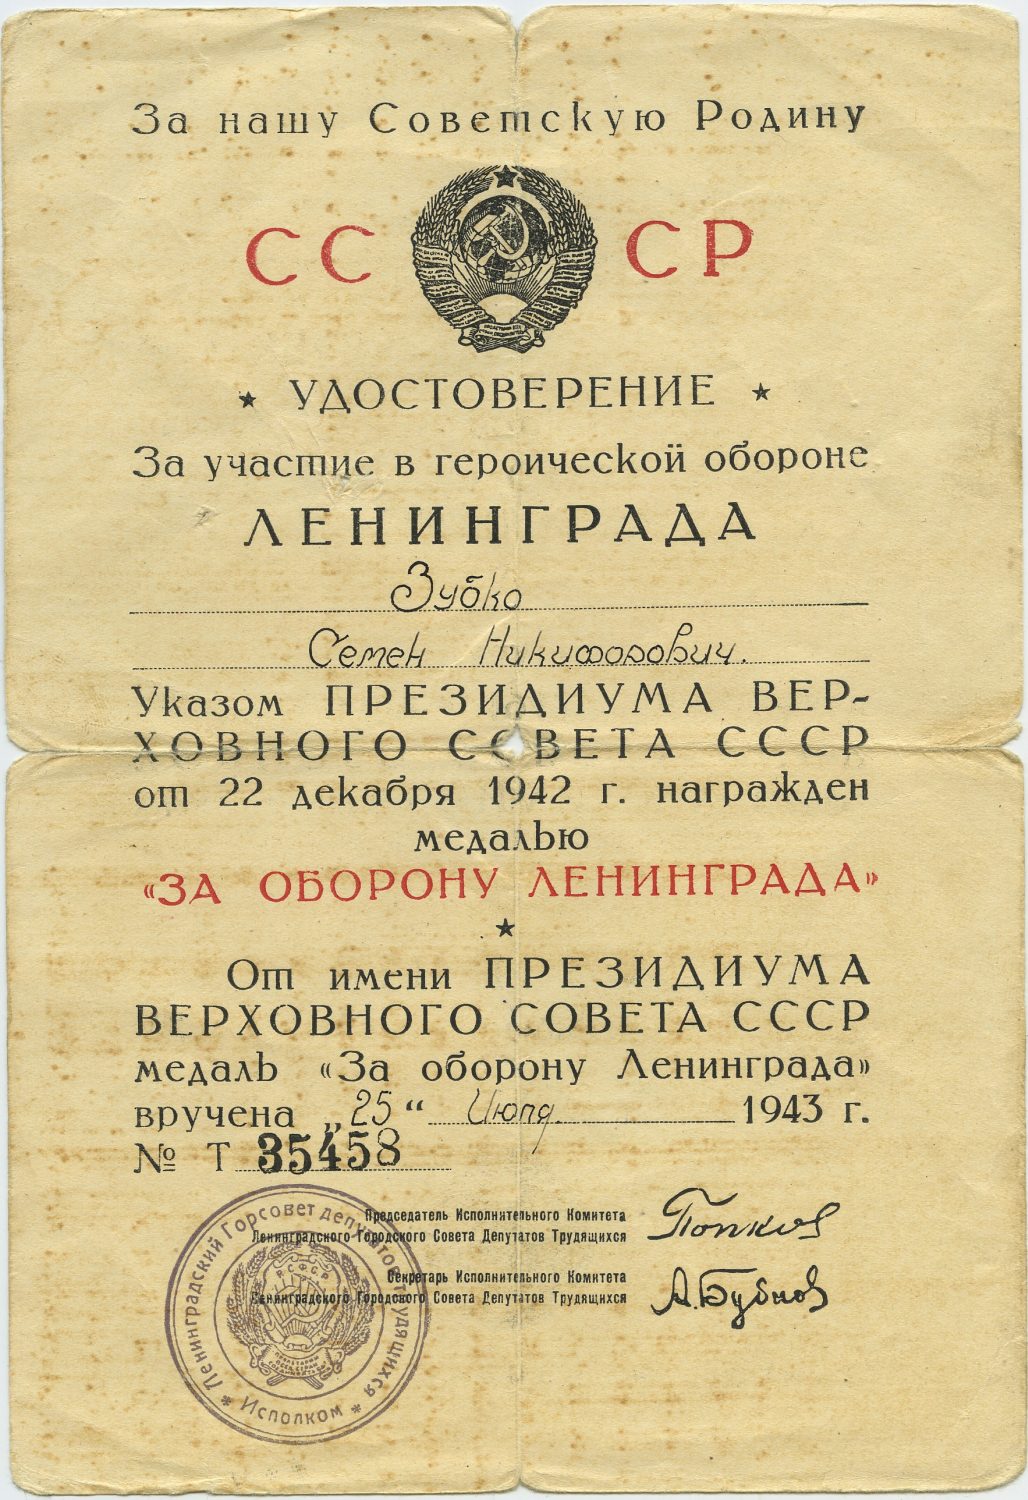 За нашу Советскую Родину
СССР
УДОСТОВЕРЕНИЕ
За участие в героической обороне
ЛЕНИНГРАДА
Зубко
Семен Никифорович.
Указом ПРЕЗИДИУМА ВЕР-
ХОВНОГО СОВЕТА СССР
от 22 декабря 1942 г. награжден
медалью
«ЗА ОБОРОНУ ЛЕНИНГРАДА»
От имени ПРЕЗИДИУМА
ВЕРХОВНОГО СОВЕТА СССР
медаль «За оборону Ленинграда»
вручена „25“ Июля. 1943 г.
№ Т 35458
Председатель Исполнительного Комитета
Ленинградского Городского Совета Депутатов Трудящихся
Попков
Секретарь Исполнительного Комитета
Ленинградского Городского Совета Депутатов Трудящихся
А. Бубнов
Ленинградский Горсовет депутатов трудящихся
* Исполком *
РСФСР